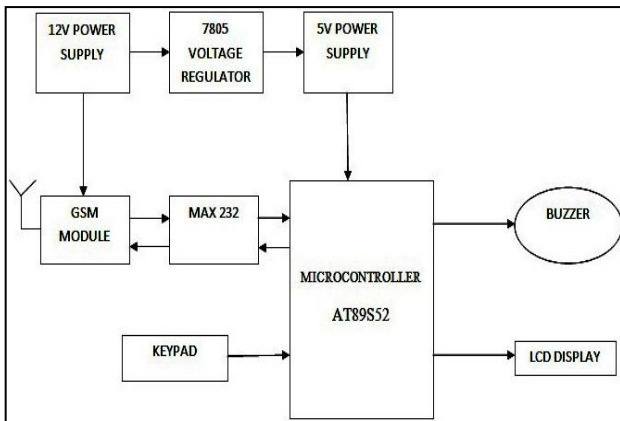 12V POWER
SUPPLY
7805
VOLTAGE
REGULATOR
5V POWER
SUPPLY
GSM
MODULE
MAX 232
MICROCONTROLLER
AT89S52
BUZZER
KEYPAD
LCD DISPLAY